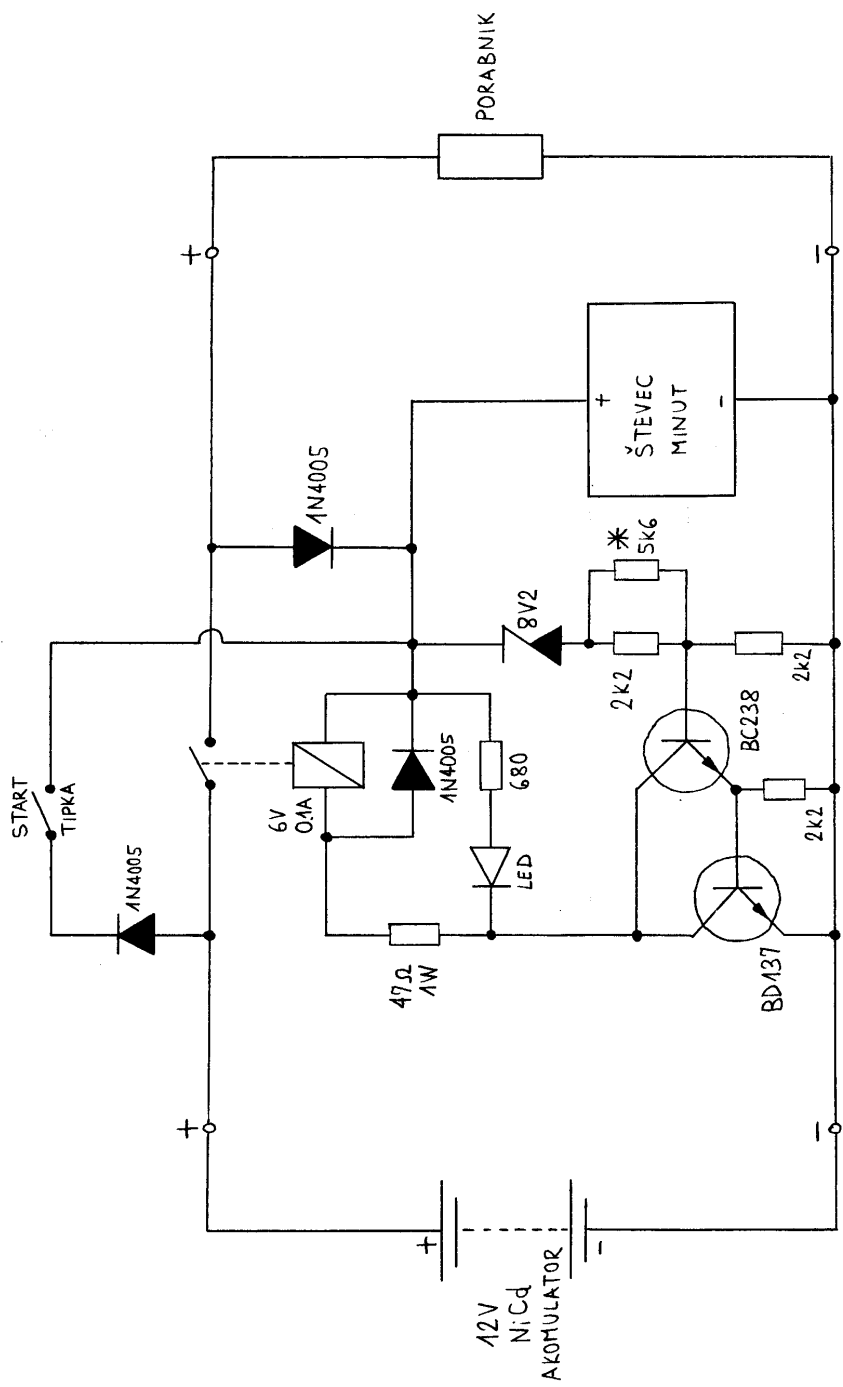 START
TIPKA
1N4005
6V
0.1A
1N4005
680
LED
47Ω
1W
+
+
1N4005
PORABNIK
8V2
*
5k6
2k2
2k2
BC238
2k2
BD137
+
ŠTEVEC
MINUT
-
-
-
+
-
12V
NiCd
AKOMULATOR